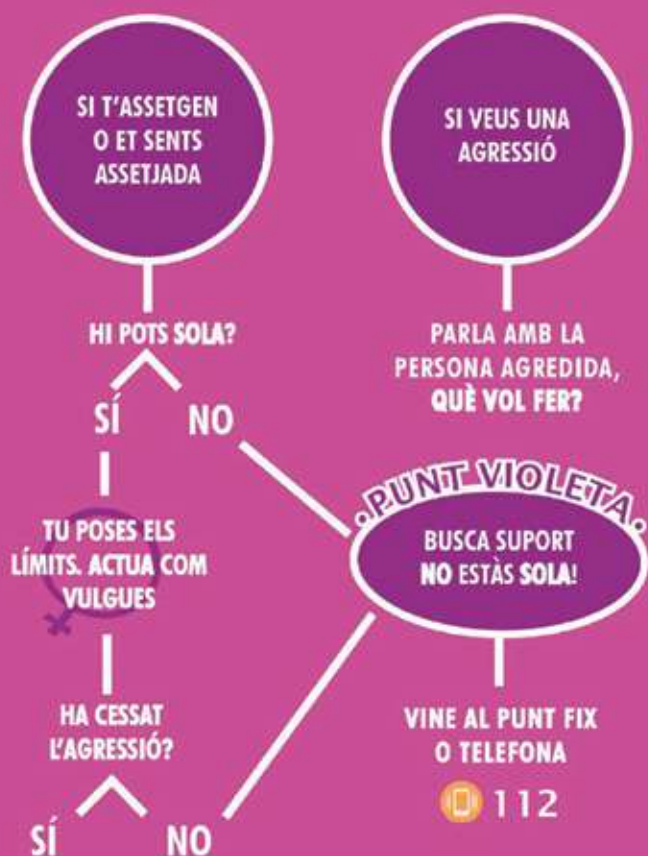 SI T'ASSETGEN
O ET SENTS
ASSETJADA
HI POTS SOLA?
SÍ
NO
TU POSES ELS
LÍMITS. ACTUA COM
VULGUES
HA CESSAT
L'AGRESSIÓ?
SÍ
NO
SI VEUS UNA
AGRESSIÓ
PARLA AMB LA
PERSONA AGREDIDA,
QUÈ VOL FER?
·PUNT VIOLETA·
BUSCA SUPORT
NO ESTÀS SOLA!
VINE AL PUNT FIX
O TELEFONA
112